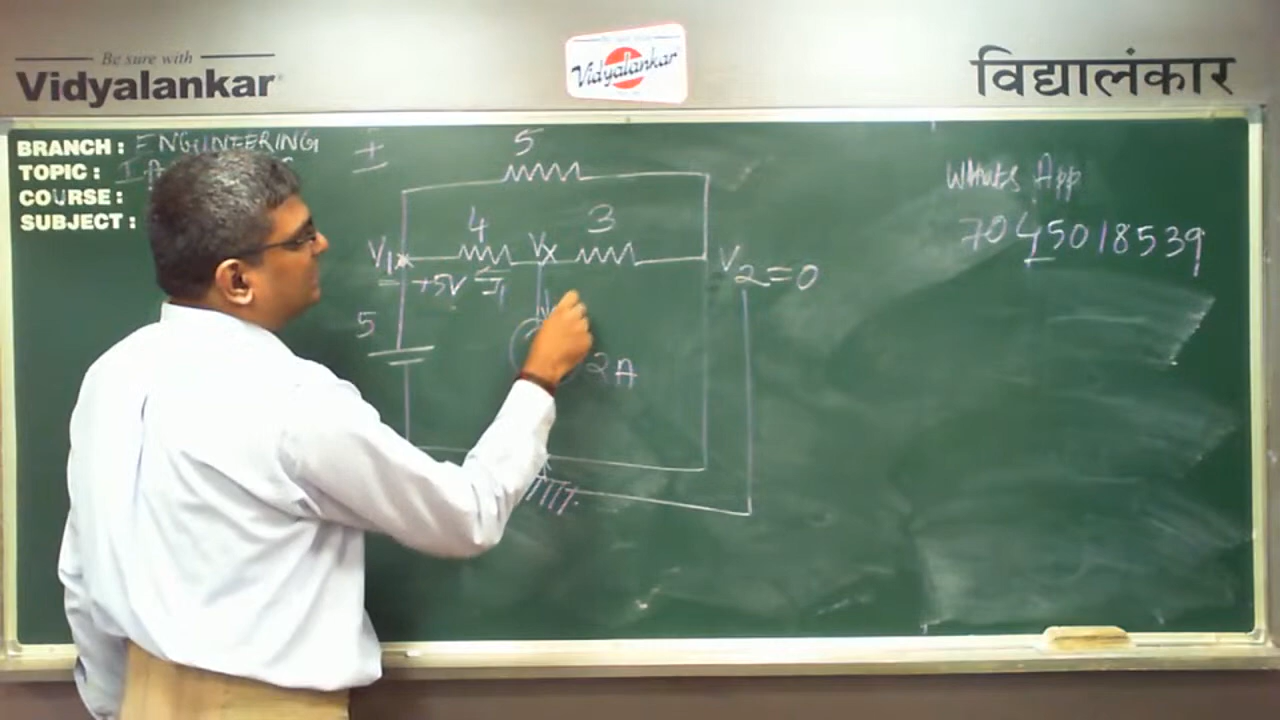 Be sure with
Vidyalankar
Vidyalankar
विद्यालंकार
BRANCH : ENGINEERING I
TOPIC :
COURSE :
SUBJECT :
5
4
3
V1
Vx
V2=0
+5V
I1
5
2A
Whats App
7045018539